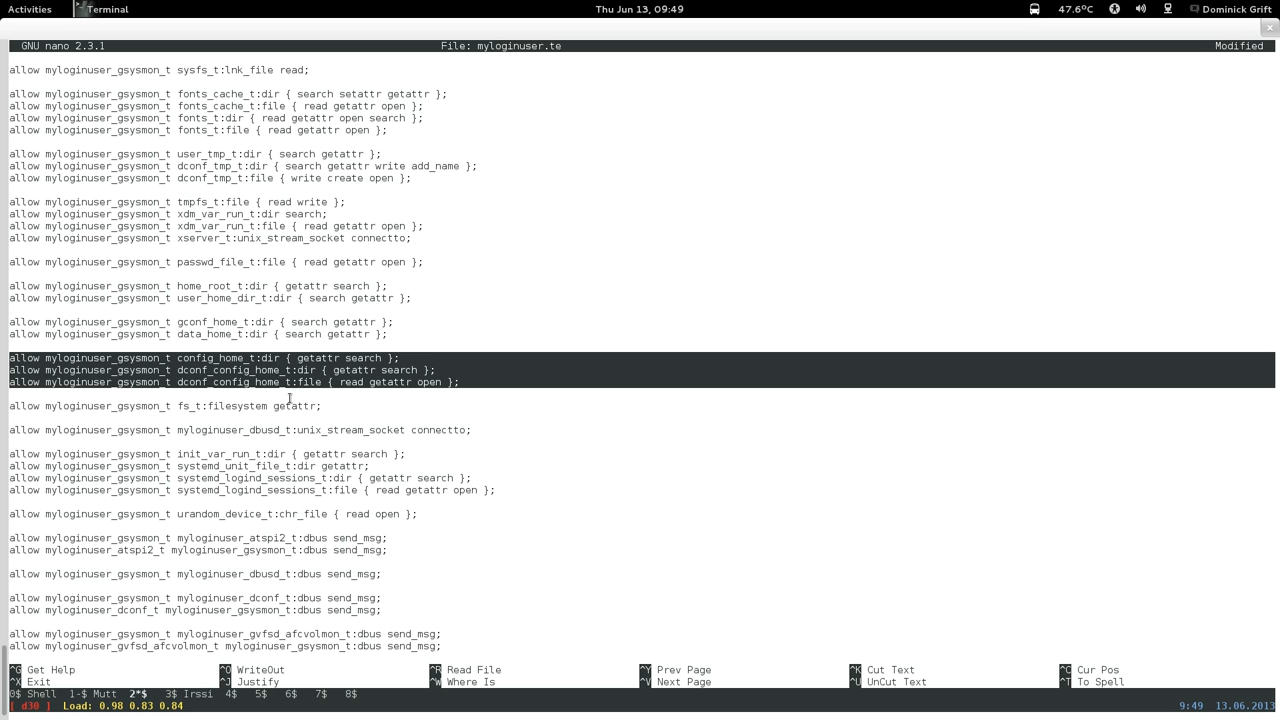 Activities Terminal Thu Jun 13, 09:49 47.6°C Dominick Grift
GNU nano 2.3.1 File: myloginuser.te Modified
allow myloginuser_gsysmon_t sysfs_t:lnk_file read;
allow myloginuser_gsysmon_t fonts_cache_t:dir { search setattr getattr };
allow myloginuser_gsysmon_t fonts_cache_t:file { read getattr open };
allow myloginuser_gsysmon_t fonts_t:dir { read getattr open search };
allow myloginuser_gsysmon_t fonts_t:file { read getattr open };
allow myloginuser_gsysmon_t user_tmp_t:dir { search getattr };
allow myloginuser_gsysmon_t dconf_tmp_t:dir { search getattr write add_name };
allow myloginuser_gsysmon_t dconf_tmp_t:file { write create open };
allow myloginuser_gsysmon_t tmpfs_t:file { read write };
allow myloginuser_gsysmon_t xdm_var_run_t:dir search;
allow myloginuser_gsysmon_t xdm_var_run_t:file { read getattr open };
allow myloginuser_gsysmon_t xserver_t:unix_stream_socket connectto;
allow myloginuser_gsysmon_t passwd_file_t:file { read getattr open };
allow myloginuser_gsysmon_t home_root_t:dir { getattr search };
allow myloginuser_gsysmon_t user_home_dir_t:dir { search getattr };
allow myloginuser_gsysmon_t gconf_home_t:dir { search getattr };
allow myloginuser_gsysmon_t data_home_t:dir { search getattr };
allow myloginuser_gsysmon_t config_home_t:dir { getattr search };
allow myloginuser_gsysmon_t dconf_config_home_t:dir { getattr search };
allow myloginuser_gsysmon_t dconf_config_home_t:file { read getattr open };
allow myloginuser_gsysmon_t fs_t:filesystem getattr;
allow myloginuser_gsysmon_t myloginuser_dbusd_t:unix_stream_socket connectto;
allow myloginuser_gsysmon_t init_var_run_t:dir { getattr search };
allow myloginuser_gsysmon_t systemd_unit_file_t:dir getattr;
allow myloginuser_gsysmon_t systemd_logind_sessions_t:dir { getattr search };
allow myloginuser_gsysmon_t systemd_logind_sessions_t:file { read getattr open };
allow myloginuser_gsysmon_t urandom_device_t:chr_file { read open };
allow myloginuser_gsysmon_t myloginuser_atspi2_t:dbus send_msg;
allow myloginuser_atspi2_t myloginuser_gsysmon_t:dbus send_msg;
allow myloginuser_gsysmon_t myloginuser_dbusd_t:dbus send_msg;
allow myloginuser_gsysmon_t myloginuser_dconf_t:dbus send_msg;
allow myloginuser_dconf_t myloginuser_gsysmon_t:dbus send_msg;
allow myloginuser_gsysmon_t myloginuser_gvfsd_afcvolmon_t:dbus send_msg;
allow myloginuser_gvfsd_afcvolmon_t myloginuser_gsysmon_t:dbus send_msg;
^G Get Help ^O WriteOut ^R Read File ^Y Prev Page ^K Cut Text ^C Cur Pos
^X Exit ^J Justify ^W Where Is ^V Next Page ^U UnCut Text ^T To Spell
0$ Shell 1-$ Mutt 2*$ 3$ Irssi 4$ 5$ 6$ 7$ 8$
[ d30 ] Load: 0.98 0.83 0.84 9:49 13.06.2013